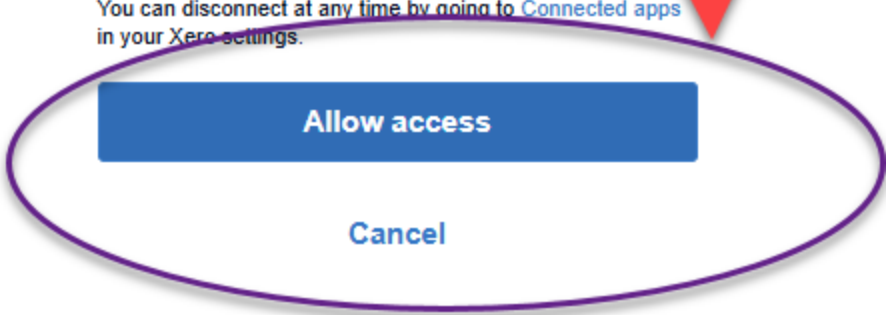 You can disconnect at any time by going to Connected apps
in your Xero settings.
Allow access
Cancel